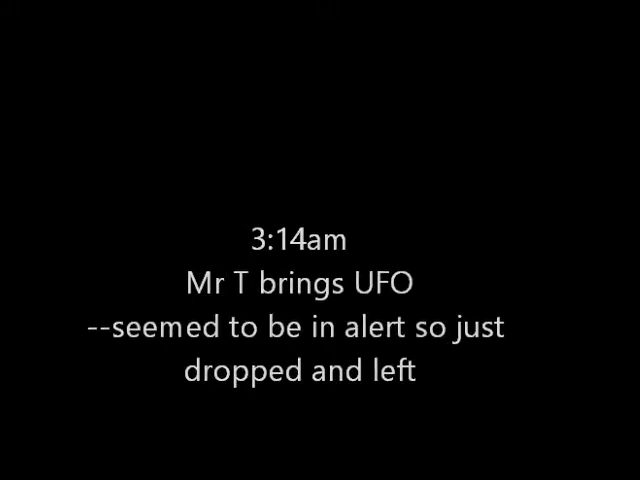 3:14am
Mr T brings UFO
--seemed to be in alert so just
dropped and left